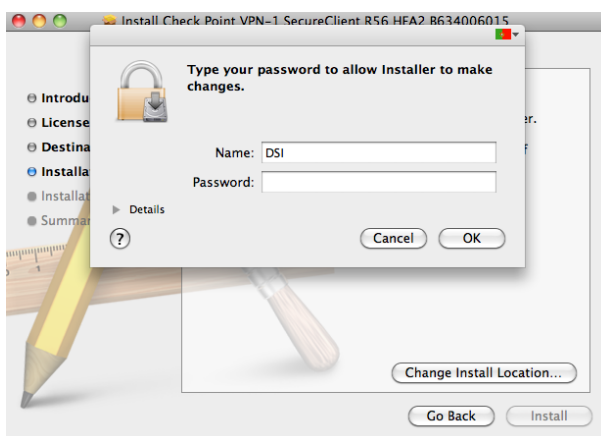 Install Check Point VPN-1 SecureClient R56 HFA2 B634006015
Type your password to allow Installer to make
changes.
Introdu
License
Destina
Installa
Installat
Summar
er.
Name: DSI
Password:
Details
?
Cancel OK
Change Install Location...
Go Back Install